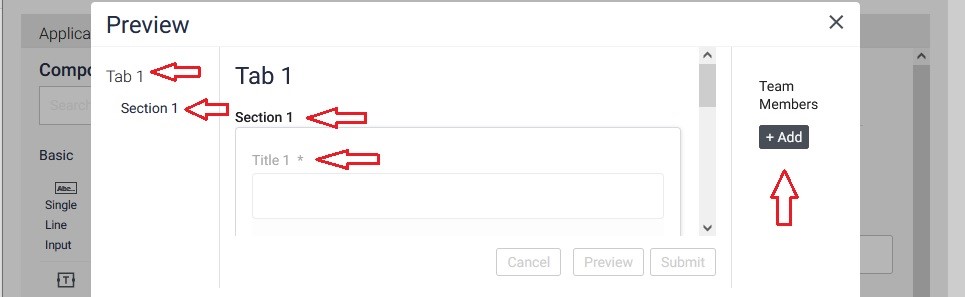 Preview
Applica
Compo
Search
Basic
Abc...
Single
Line
Input
T
Tab 1
Section 1
Tab 1
Section 1
Title 1 *
Team
Members
+ Add
Cancel
Preview
Submit